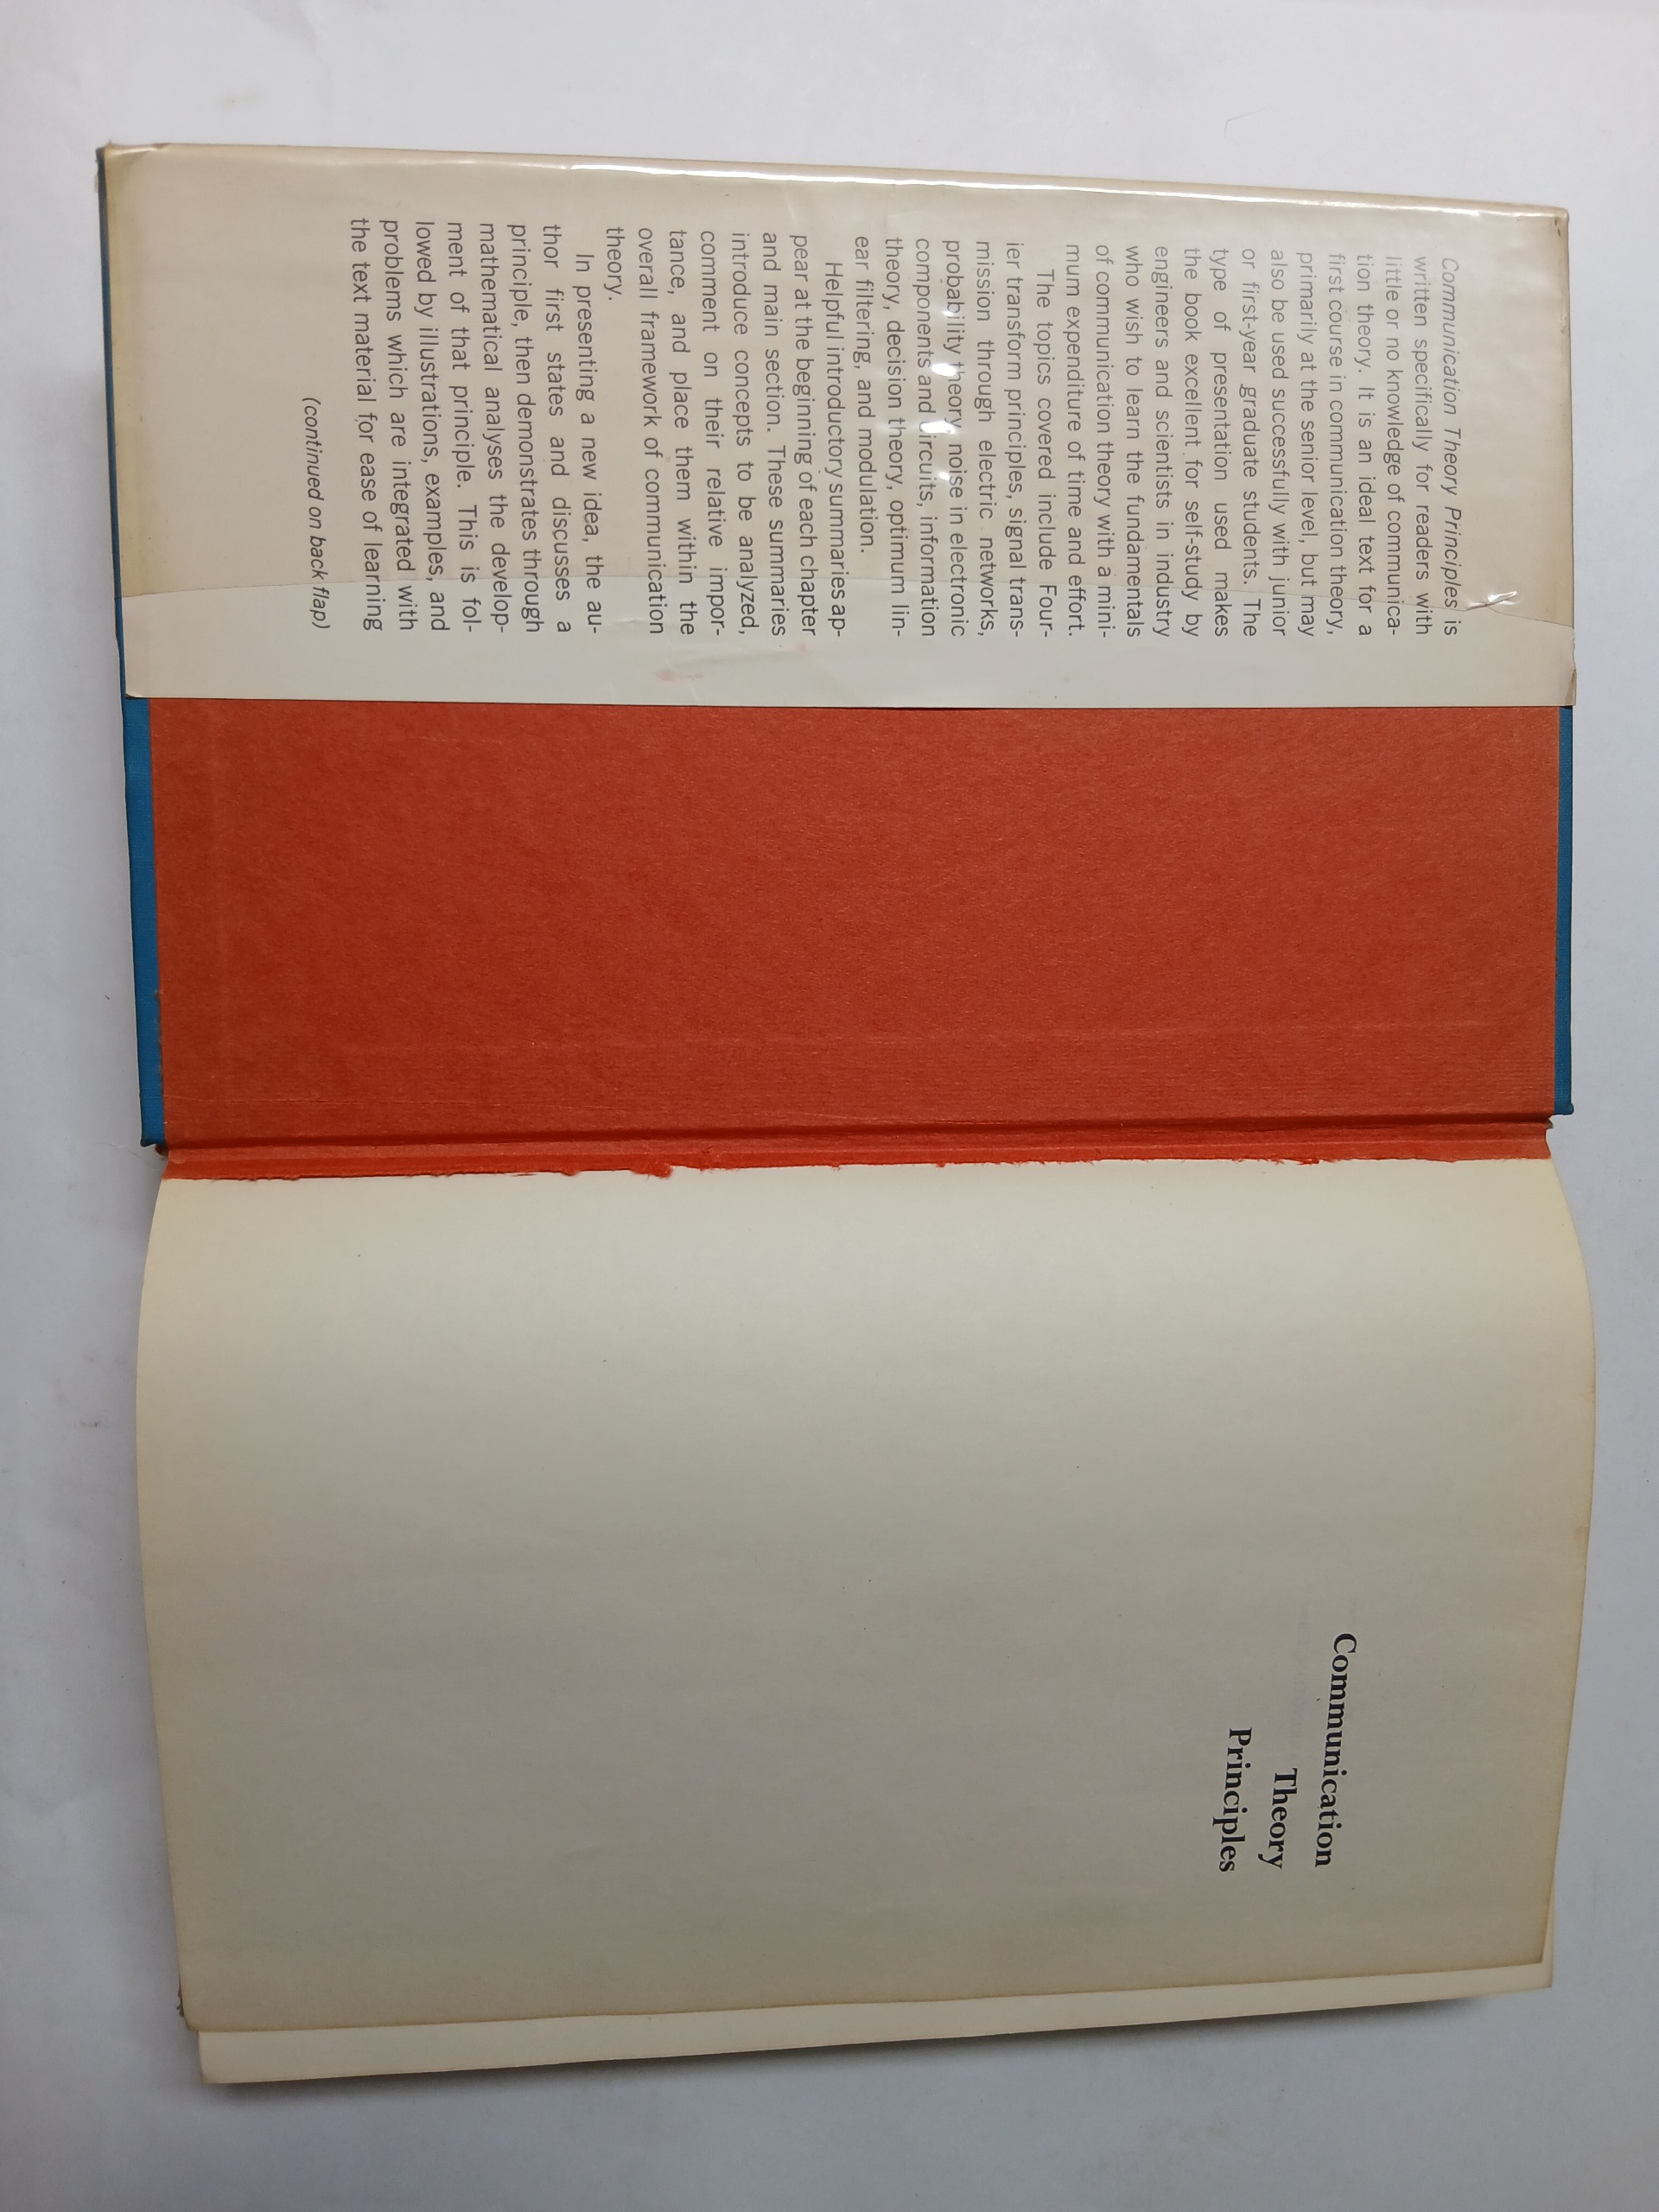 Communication Theory Principles is
written specifically for readers with
little or no knowledge of communica-
tion theory. It is an ideal text for a
first course in communication theory,
primarily at the senior level, but may
also be used successfully with junior
or first-year graduate students. The
type of presentation used makes
the book excellent for self-study by
engineers and scientists in industry
who wish to learn the fundamentals
of communication theory with a mini-
mum expenditure of time and effort.
The topics covered include Four-
ier transform principles, signal trans-
mission through electric networks,
probability theory, noise in electronic
components and circuits, information
theory, decision theory, optimum lin-
ear filtering, and modulation.
Helpful introductory summaries ap-
pear at the beginning of each chapter
and main section. These summaries
introduce concepts to be analyzed,
comment on their relative impor-
tance, and place them within the
overall framework of communication
theory.
In presenting a new idea, the au-
thor first states and discusses a
principle, then demonstrates through
mathematical analyses the develop-
ment of that principle. This is fol-
lowed by illustrations, examples, and
problems which are integrated with
the text material for ease of learning
(continued on back flap)
Communication
Theory
Principles